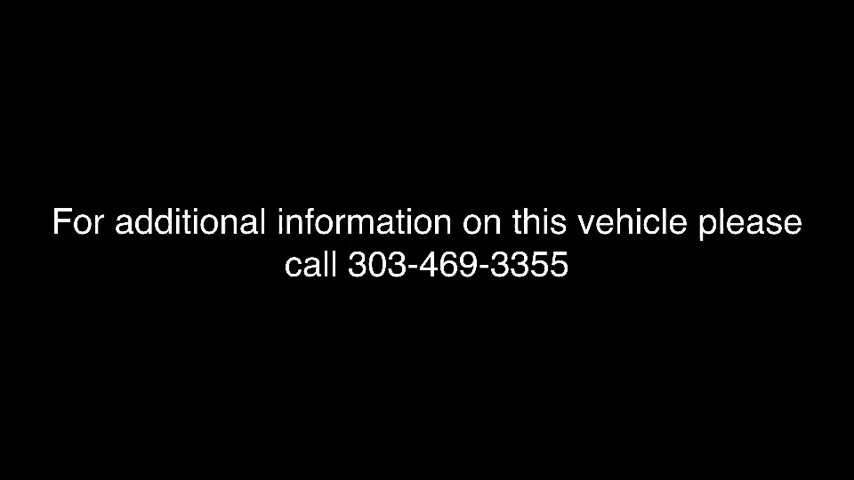 For additional information on this vehicle please
call 303-469-3355